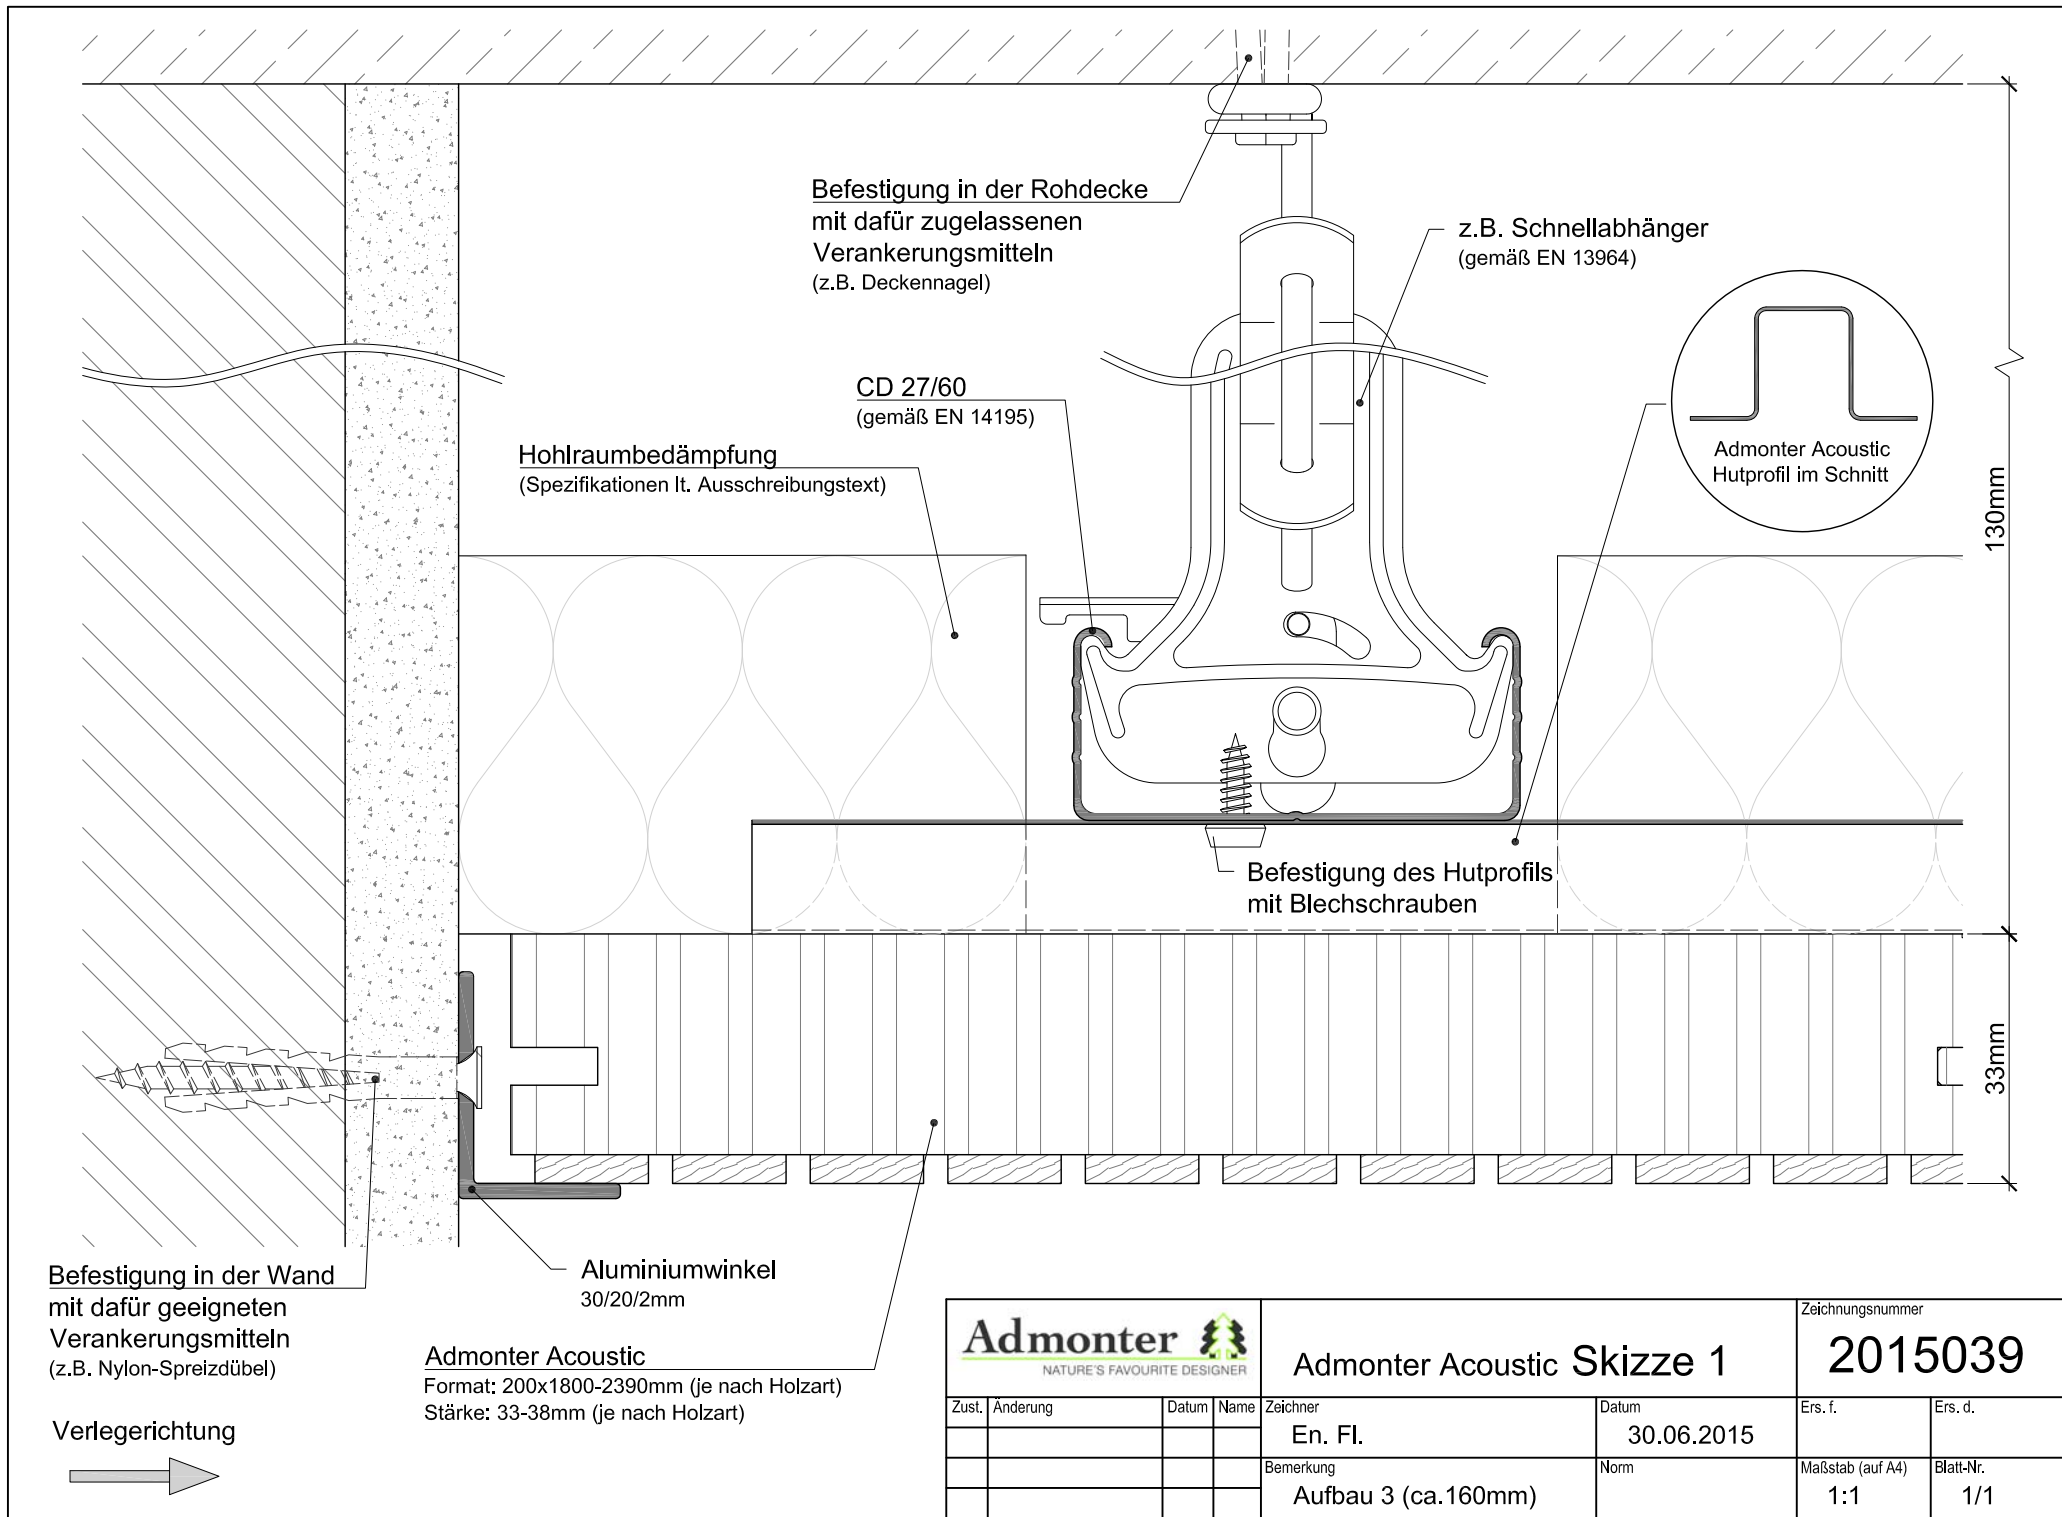 Befestigung in der Rohdecke
mit dafür zugelassenen
Verankerungsmitteln
(z.B. Deckennagel)
z.B. Schnellabhänger
(gemäß EN 13964)
CD 27/60
(gemäß EN 14195)
Hohlraumbedämpfung
(Spezifikationen lt. Ausschreibungstext)
Admonter Acoustic
Hutprofil im Schnitt
130mm
Befestigung des Hutprofils
mit Blechschrauben
33mm
Befestigung in der Wand
mit dafür geeigneten
Verankerungsmitteln
(z.B. Nylon-Spreizdübel)
Aluminiumwinkel
30/20/2mm
Admonter Acoustic
Format: 200x1800-2390mm (je nach Holzart)
Stärke: 33-38mm (je nach Holzart)
Verlegerichtung
Admonter
NATURE'S FAVOURITE DESIGNER
Admonter Acoustic Skizze 1
Zeichnungsnummer
2015039
Zust. Änderung Datum Name
Zeichner
En. Fl.
Datum
30.06.2015
Ers. f.
Ers. d.
Bemerkung
Aufbau 3 (ca.160mm)
Norm
Maßstab (auf A4)
1:1
Blatt-Nr.
1/1